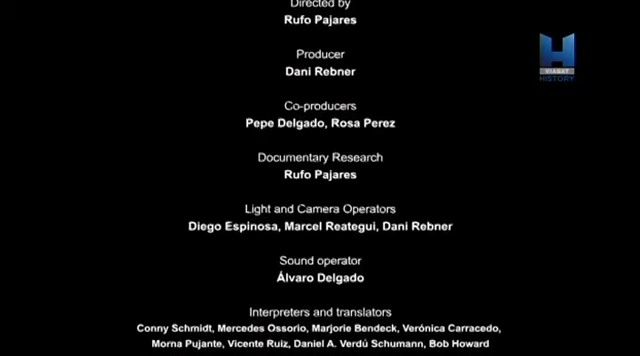 Directed by
Rufo Pajares
Producer
Dani Rebner
Co-producers
Pepe Delgado, Rosa Perez
Documentary Research
Rufo Pajares
Light and Camera Operators
Diego Espinosa, Marcel Reategui, Dani Rebner
Sound operator
Álvaro Delgado
Interpreters and translators
Conny Schmidt, Mercedes Ossorio, Marjorie Bendeck, Verónica Carracedo,
Morna Pujante, Vicente Ruiz, Daniel A. Verdú Schumann, Bob Howard
H
VIASAT
HISTORY